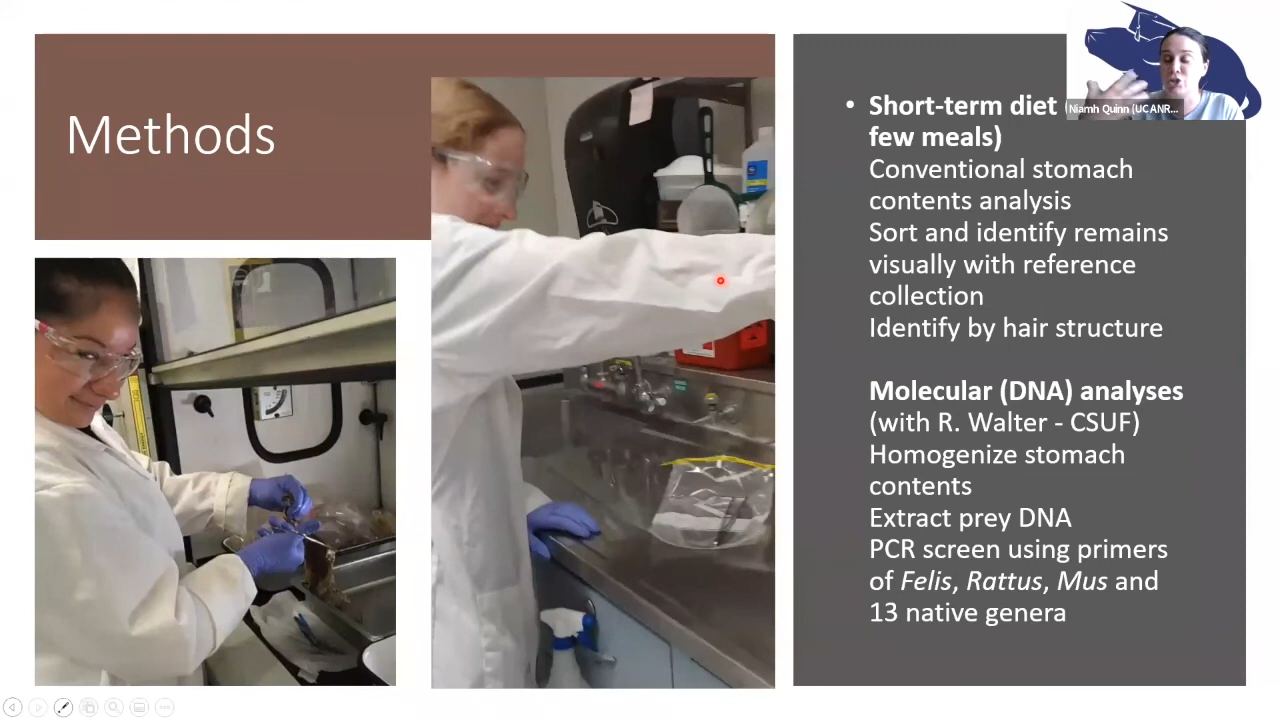 Methods
• Short-term diet (
few meals)
Conventional stomach
contents analysis
Sort and identify remains
visually with reference
collection
Identify by hair structure
Molecular (DNA) analyses
(with R. Walter - CSUF)
Homogenize stomach
contents
Extract prey DNA
PCR screen using primers
of Felis, Rattus, Mus and
13 native genera
Niamh Quinn (UCANR...